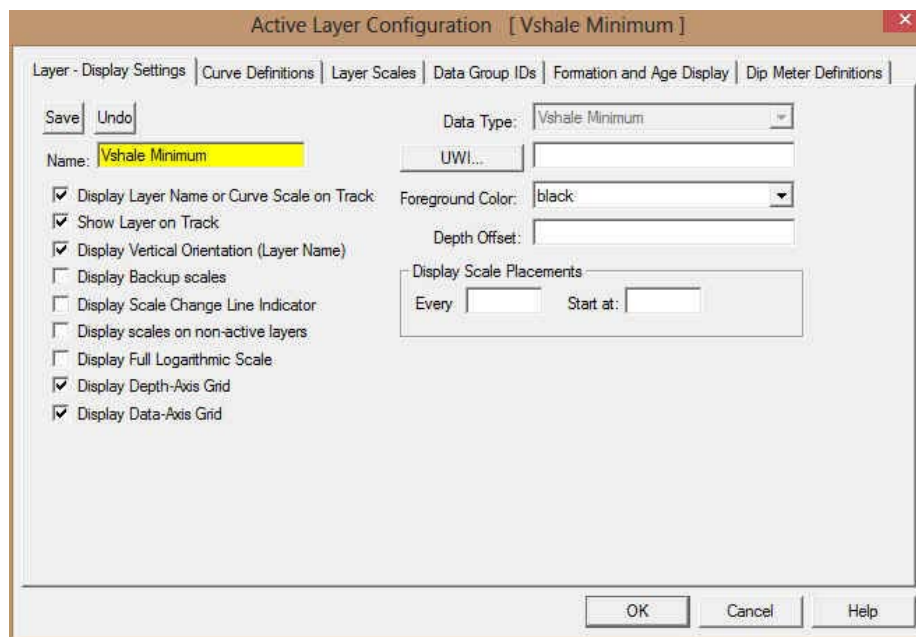 Active Layer Configuration [ Vshale Minimum ]
Layer - Display Settings Curve Definitions Layer Scales Data Group IDs Formation and Age Display Dip Meter Definitions
Save Undo
Name: Vshale Minimum
Display Layer Name or Curve Scale on Track
Show Layer on Track
Display Vertical Orientation (Layer Name)
Display Backup scales
Display Scale Change Line Indicator
Display scales on non-active layers
Display Full Logarithmic Scale
Display Depth-Axis Grid
Display Data-Axis Grid
Data Type: Vshale Minimum
UWI...
Foreground Color: black
Depth Offset:
Display Scale Placements
Every Start at:
OK Cancel Help